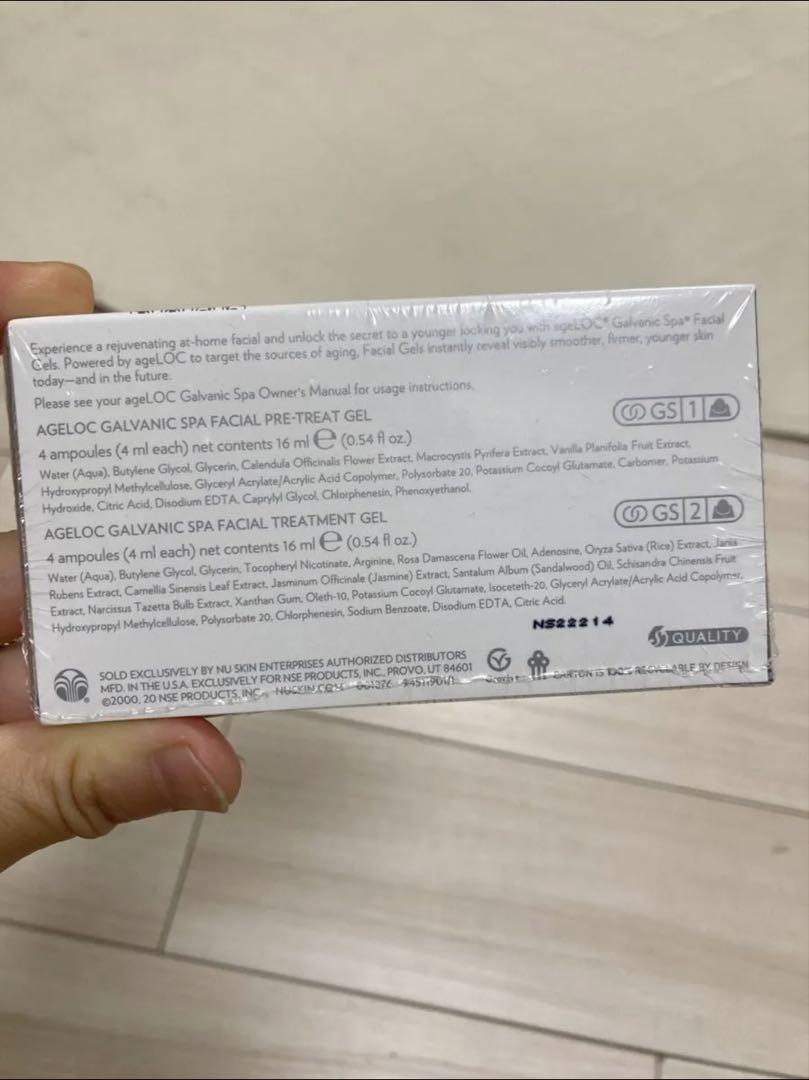 Experience a rejuvenating at-home facial and unlock the secret to a younger looking you with ageLOC® Galvanic Spa® Facial
Gels. Powered by ageLOC to target the sources of aging, Facial Gels instantly reveal visibly smoother, firmer, younger skin
today—and in the future.
Please see your ageLOC Galvanic Spa Owner's Manual for usage instructions.
AGELOC GALVANIC SPA FACIAL PRE-TREAT GEL
GS 1
4 ampoules (4 ml each) net contents 16 ml ℮ (0.54 fl oz.)
Water (Aqua), Butylene Glycol, Glycerin, Calendula Officinalis Flower Extract, Macrocystis Pyrifera Extract, Vanilla Planifolia Fruit Extract,
Hydroxypropyl Methylcellulose, Glyceryl Acrylate/Acrylic Acid Copolymer, Polysorbate 20, Potassium Cocoyl Glutamate, Carbomer, Potassium
Hydroxide, Citric Acid, Disodium EDTA, Caprylyl Glycol, Chlorphenesin, Phenoxyethanol.
AGELOC GALVANIC SPA FACIAL TREATMENT GEL
GS 2
4 ampoules (4 ml each) net contents 16 ml ℮ (0.54 fl oz.)
Water (Aqua), Butylene Glycol, Glycerin, Tocopheryl Nicotinate, Arginine, Rosa Damascena Flower Oil, Adenosine, Oryza Sativa (Rice) Extract, Jania
Rubens Extract, Camellia Sinensis Leaf Extract, Jasminum Officinale (Jasmine) Extract, Santalum Album (Sandalwood) Oil, Schisandra Chinensis Fruit
Extract, Narcissus Tazetta Bulb Extract, Xanthan Gum, Oleth-10, Potassium Cocoyl Glutamate, Isoceteth-20, Glyceryl Acrylate/Acrylic Acid Copolymer,
Hydroxypropyl Methylcellulose, Polysorbate 20, Chlorphenesin, Sodium Benzoate, Disodium EDTA, Citric Acid.
NS22214
QUALITY
SOLD EXCLUSIVELY BY NU SKIN ENTERPRISES AUTHORIZED DISTRIBUTORS
MFD. IN THE U.S.A. EXCLUSIVELY FOR NSE PRODUCTS, INC., PROVO, UT 84601
©2000, 20 NSE PRODUCTS, INC. NUSKIN.COM
CARTON IS 100% RECYCLABLE BY DESIGN